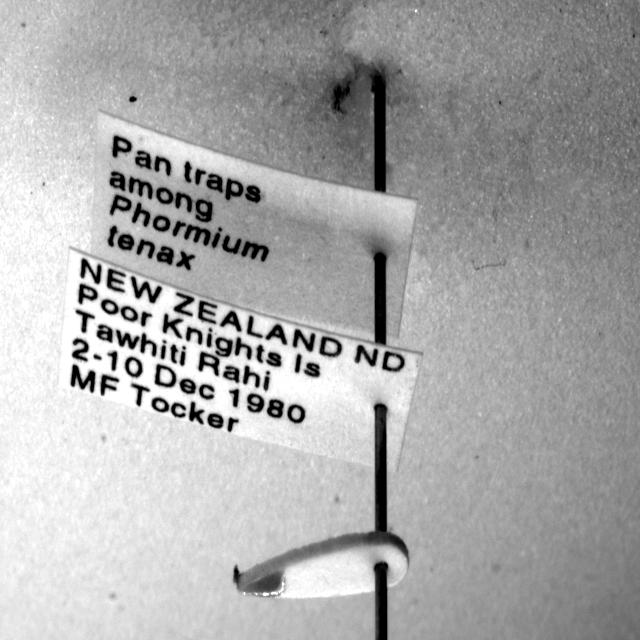 Pan traps
among
Phormium
tenax
NEW ZEALAND ND
Poor Knights Is
Tawhiti Rahi
2-10 Dec 1980
MF Tocker